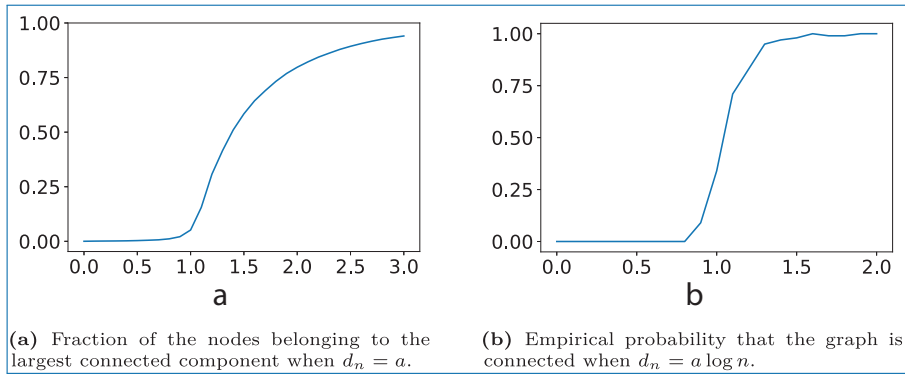 1.00
0.75
0.50
0.25
0.00
0.0 0.5 1.0 1.5 2.0 2.5 3.0
a
(a) Fraction of the nodes belonging to the
largest connected component when d_n = a.
1.00
0.75
0.50
0.25
0.00
0.0 0.5 1.0 1.5 2.0
b
(b) Empirical probability that the graph is
connected when d_n = a log n.